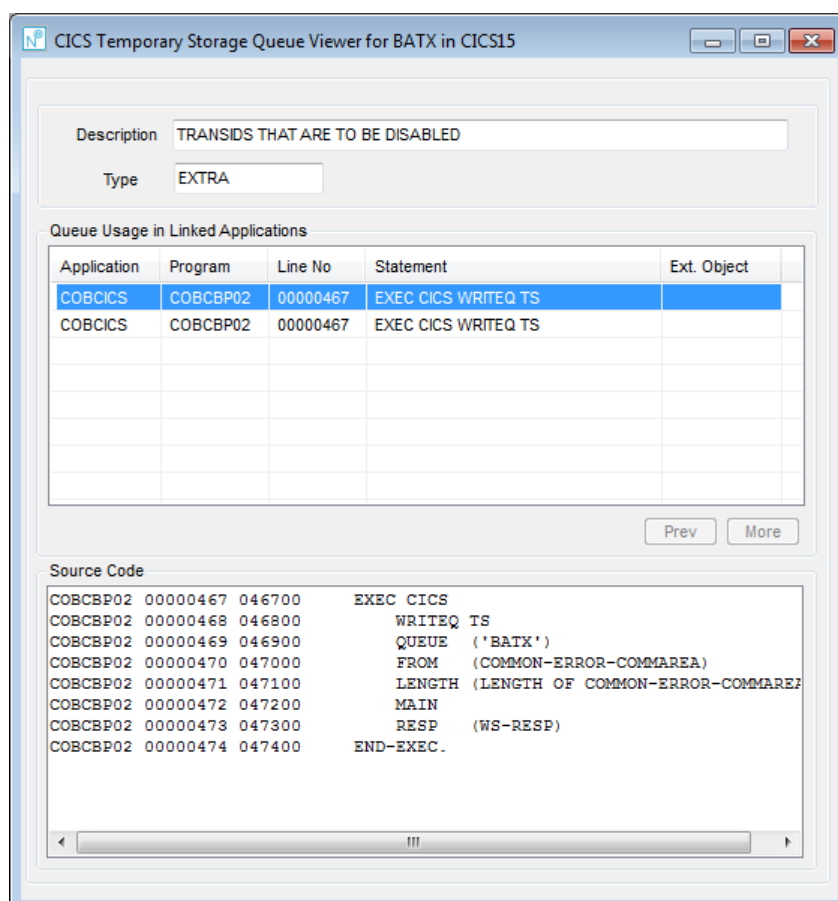 CICS Temporary Storage Queue Viewer for BATX in CICS15
Description TRANSIDS THAT ARE TO BE DISABLED
Type EXTRA
Queue Usage in Linked Applications
Application Program Line No Statement Ext. Object
COBCICS COBCBP02 00000467 EXEC CICS WRITEQ TS
COBCICS COBCBP02 00000467 EXEC CICS WRITEQ TS
Prev More
Source Code
COBCBP02 00000467 046700 EXEC CICS
COBCBP02 00000468 046800 WRITEQ TS
COBCBP02 00000469 046900 QUEUE ('BATX')
COBCBP02 00000470 047000 FROM (COMMON-ERROR-COMMAREA)
COBCBP02 00000471 047100 LENGTH (LENGTH OF COMMON-ERROR-COMMAREA
COBCBP02 00000472 047200 MAIN
COBCBP02 00000473 047300 RESP (WS-RESP)
COBCBP02 00000474 047400 END-EXEC.